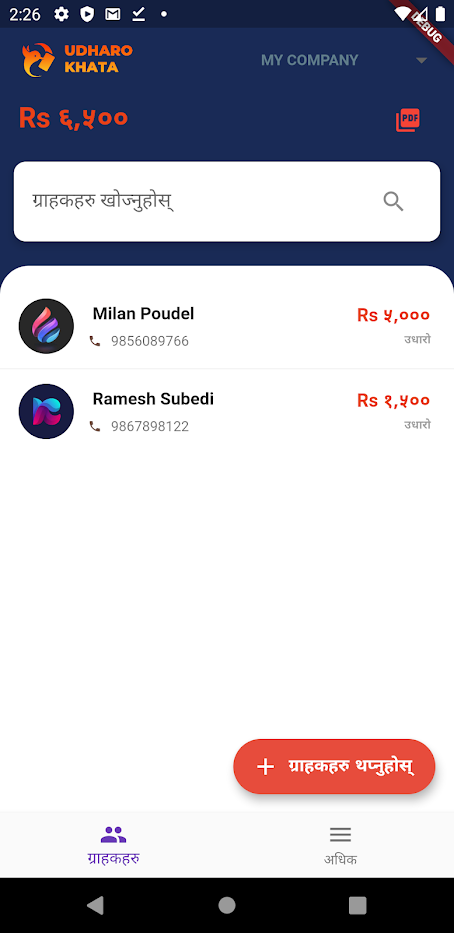 2:26
DEBUG
UDHARO
KHATA
MY COMPANY
Rs ६,५००
PDF
ग्राहकहरु खोज्नुहोस्
Milan Poudel
Rs ५,०००
9856089766
उधारो
Ramesh Subedi
Rs १,५००
9867898122
उधारो
+ ग्राहकहरु थप्नुहोस्
ग्राहकहरु
अधिक